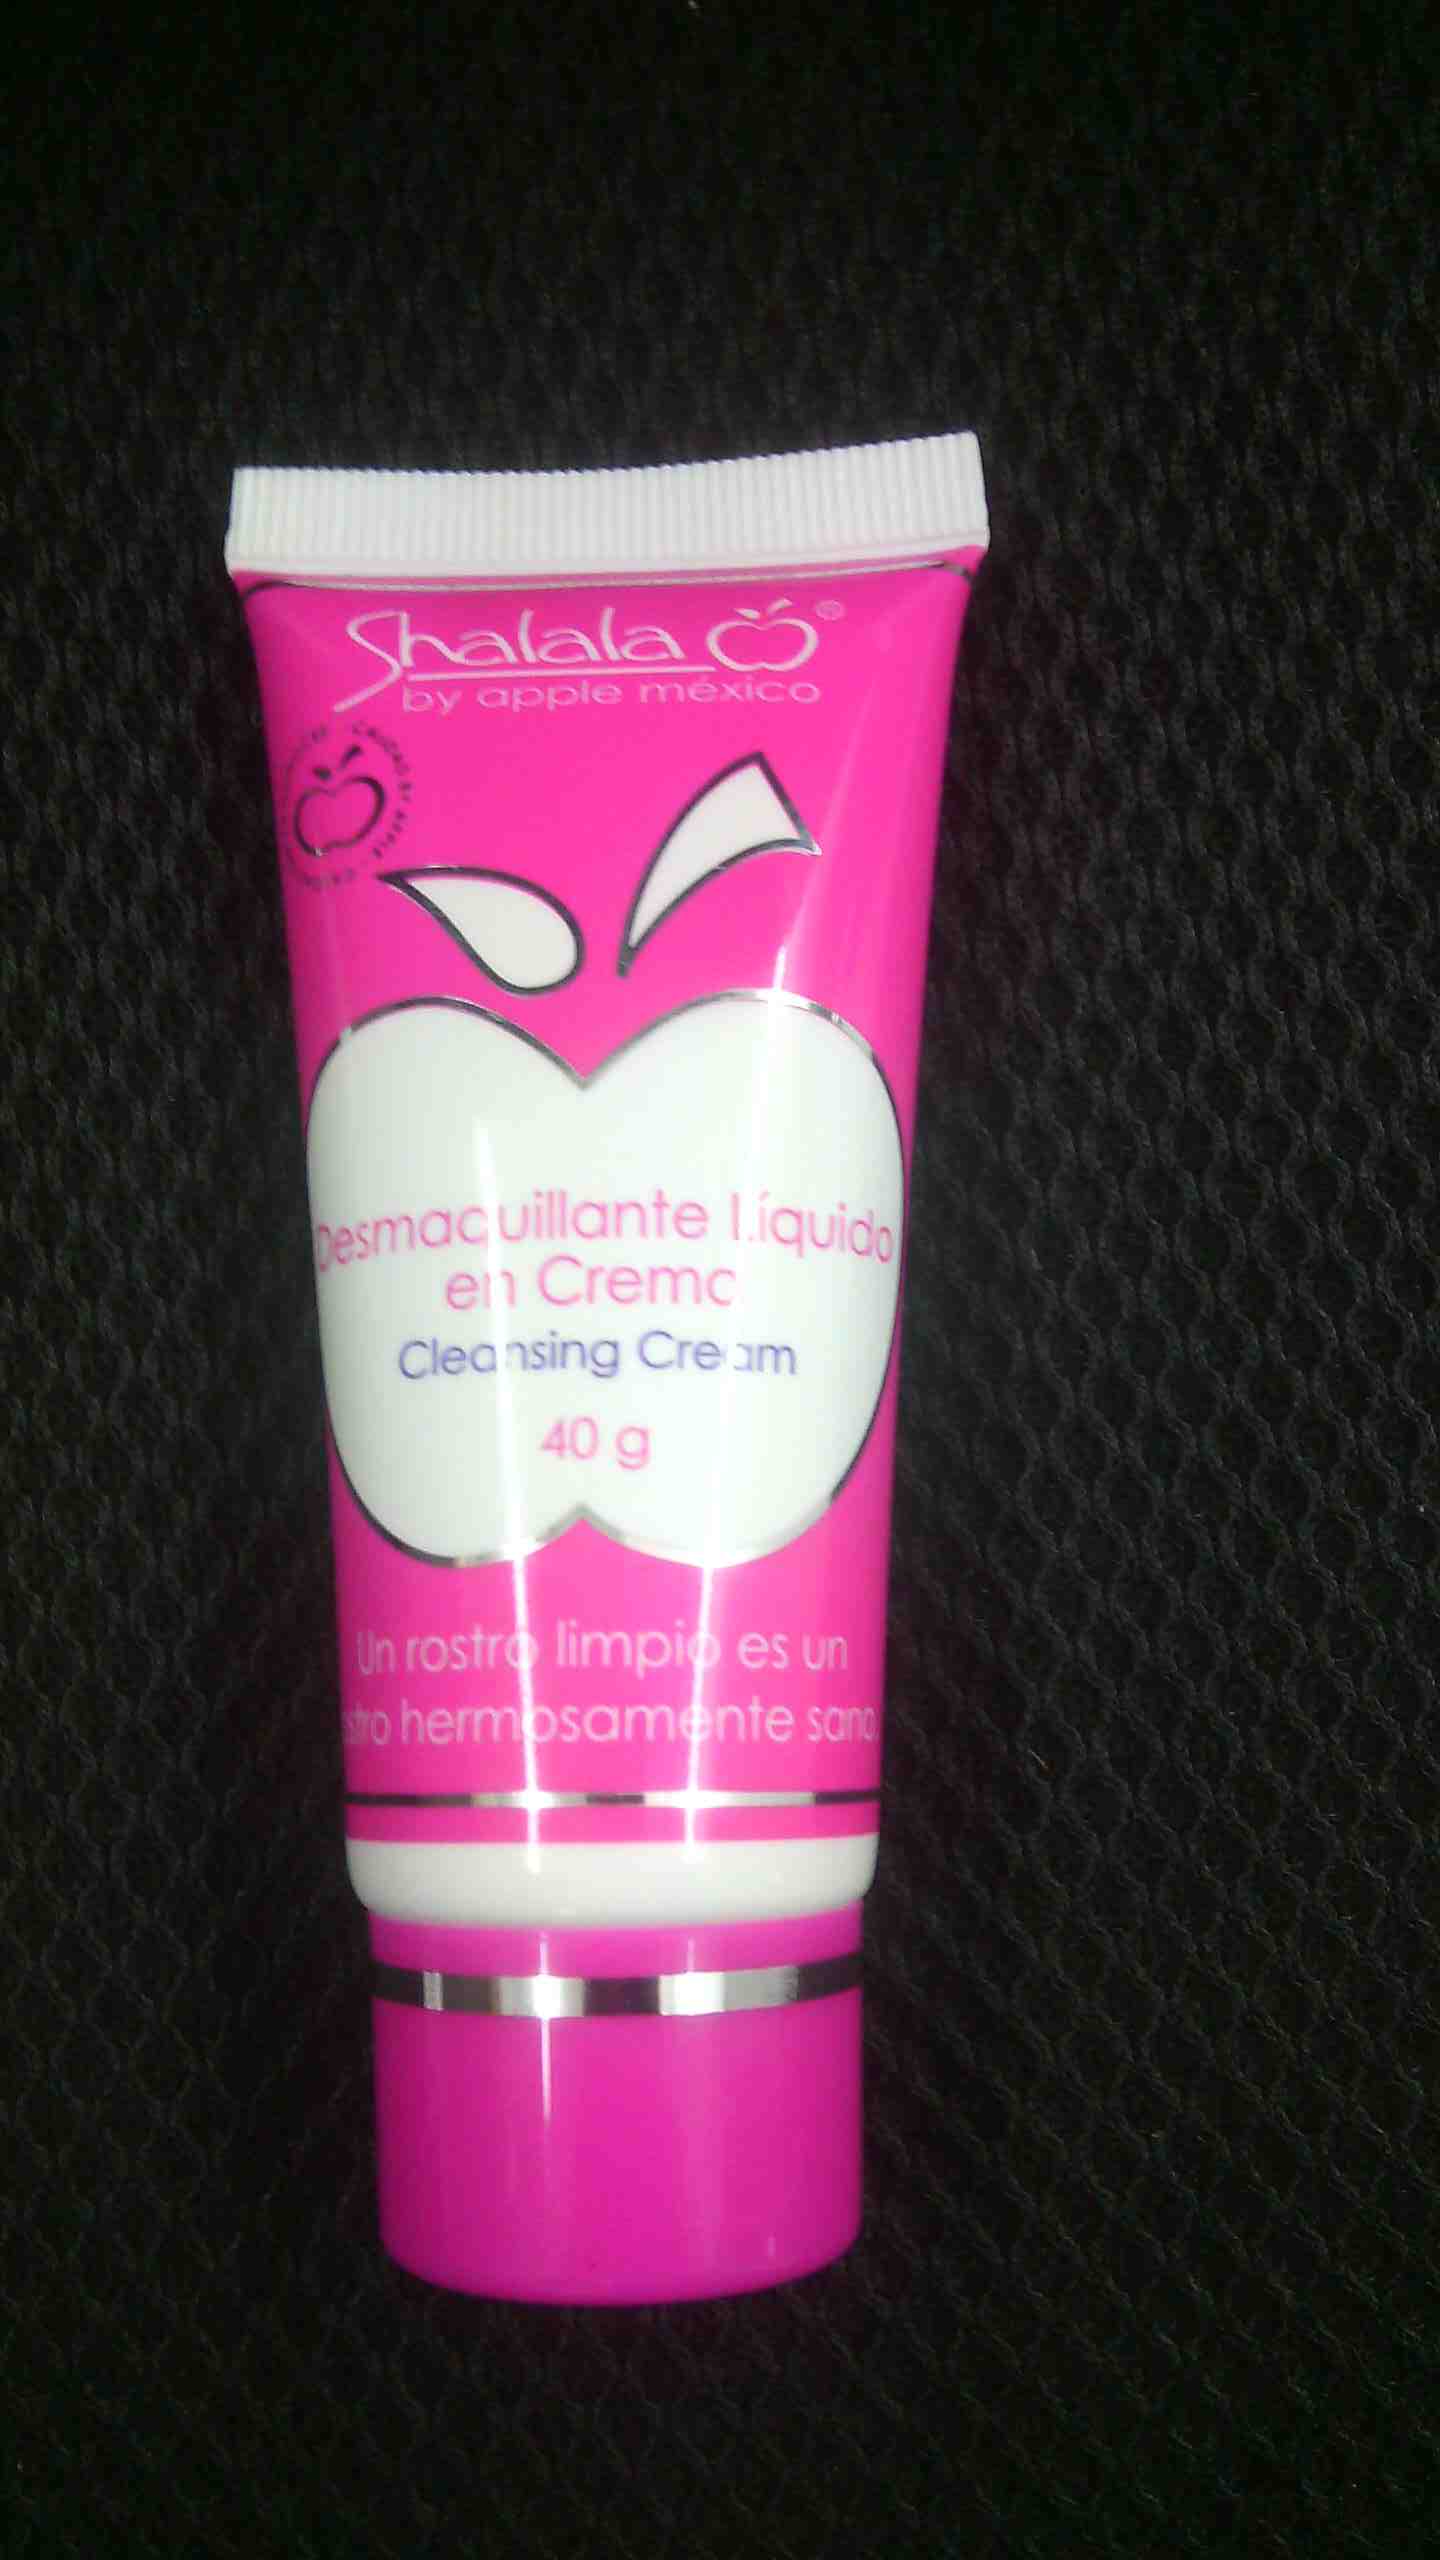 Shalala ®
by apple méxico
Desmaquillante Líquido
en Crema
Cleansing Cream
40 g
Un rostro limpio es un
hermosamente sano.